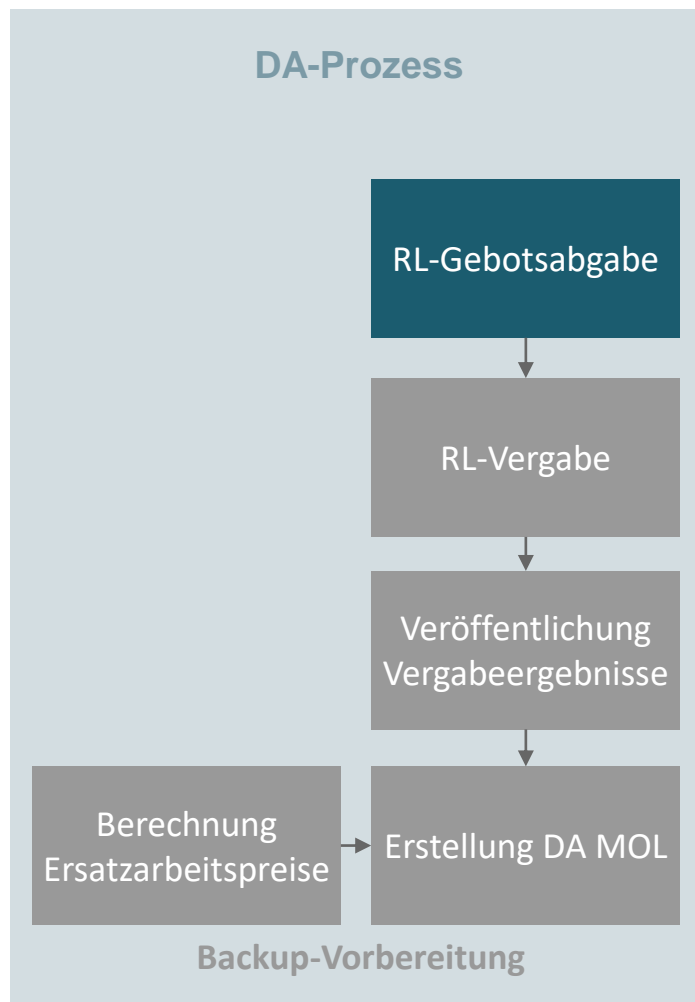 DA-Prozess
RL-Gebotsabgabe
RL-Vergabe
Veröffentlichung
Vergabeergebnisse
Berechnung
Ersatzarbeitspreise
Erstellung DA MOL
Backup-Vorbereitung